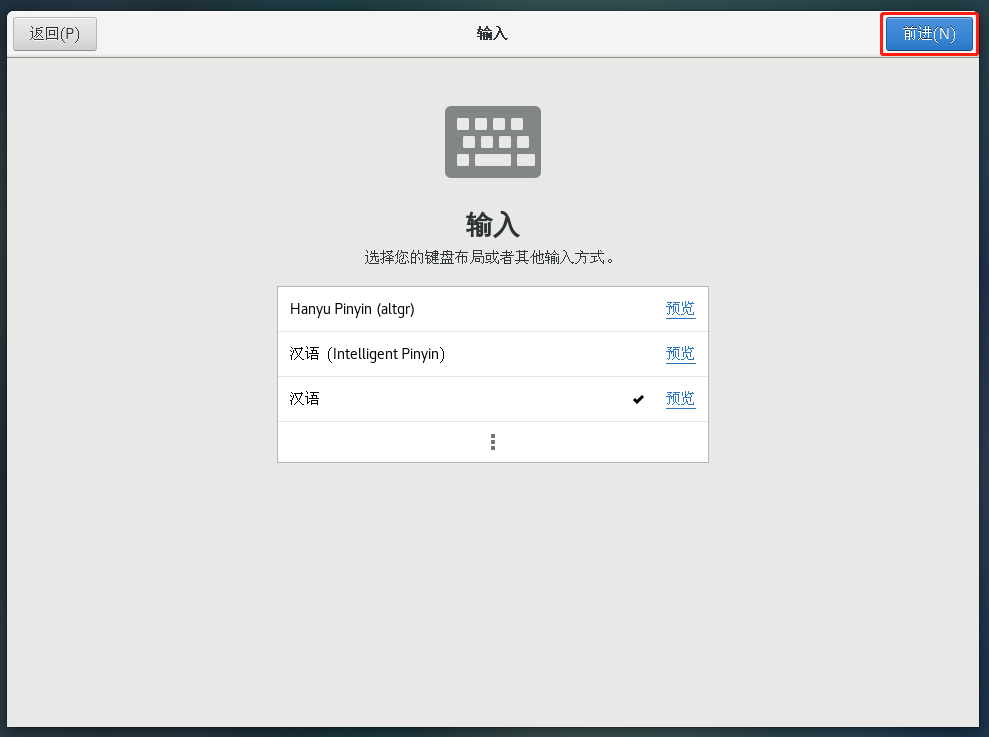 返回(P)
输入
前进(N)
输入
选择您的键盘布局或者其他输入方式。
Hanyu Pinyin (altgr) 预览
汉语（Intelligent Pinyin） 预览
汉语 预览